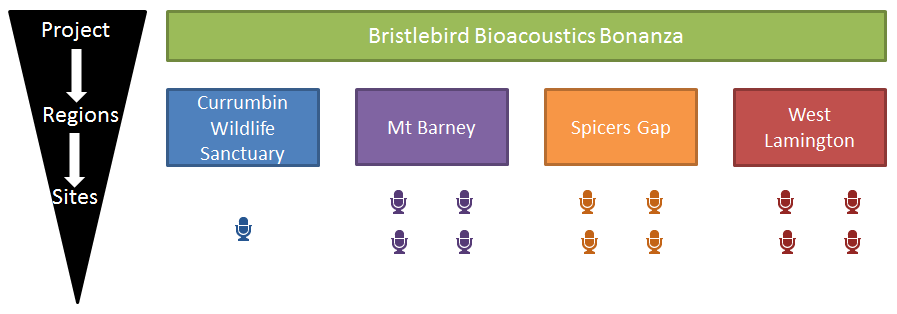 Project
Regions
Sites
Bristlebird Bioacoustics Bonanza
Currumbin
Wildlife
Sanctuary
Mt Barney
Spicers Gap
West
Lamington